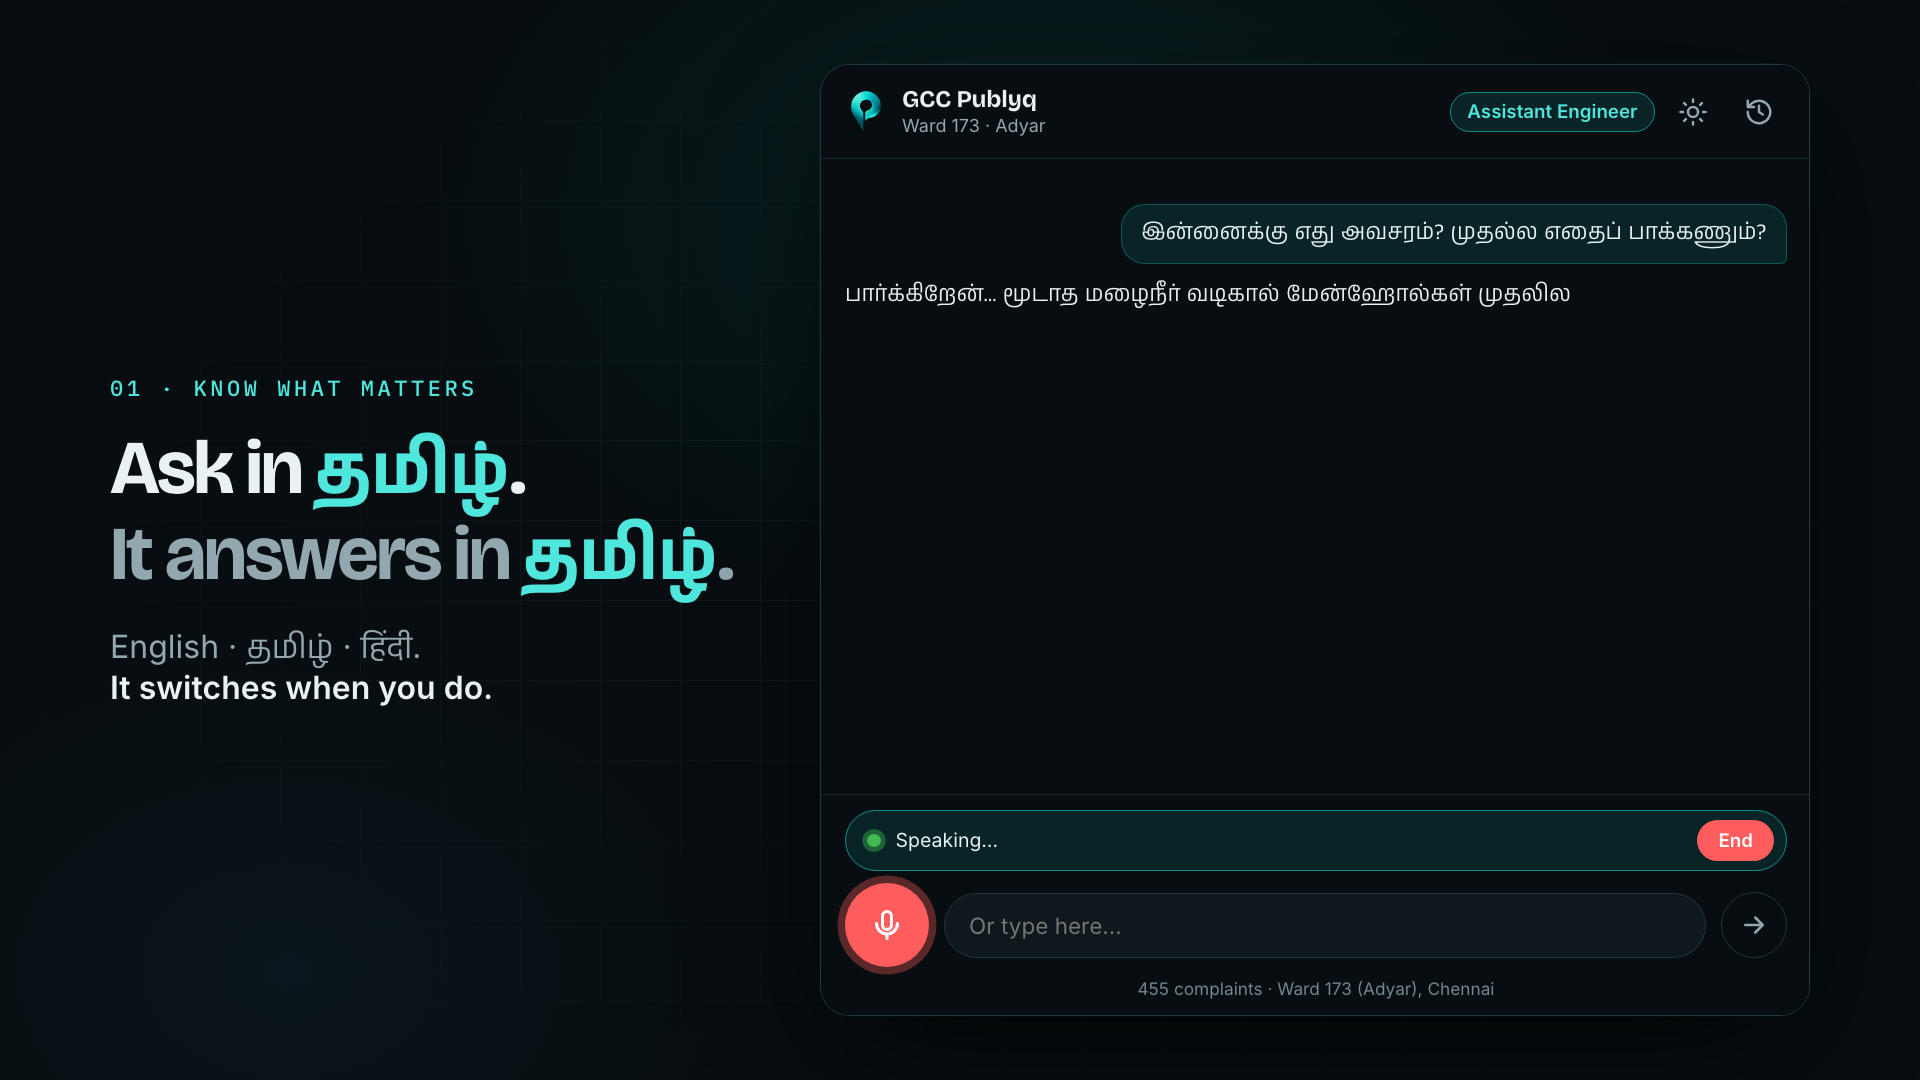 01 · KNOW WHAT MATTERS
Ask in தமிழ்.
It answers in தமிழ்.
English · தமிழ் · हिंदी.
It switches when you do.
GCC Publyq
Ward 173 · Adyar
Assistant Engineer
இன்னைக்கு எது அவசரம்? முதல்ல எதைப் பாக்கணும்?
பார்க்கிறேன்... மூடாத மழைநீர் வடிகால் மேன்ஹோல்கள் முதலில
Speaking...
End
Or type here...
455 complaints · Ward 173 (Adyar), Chennai